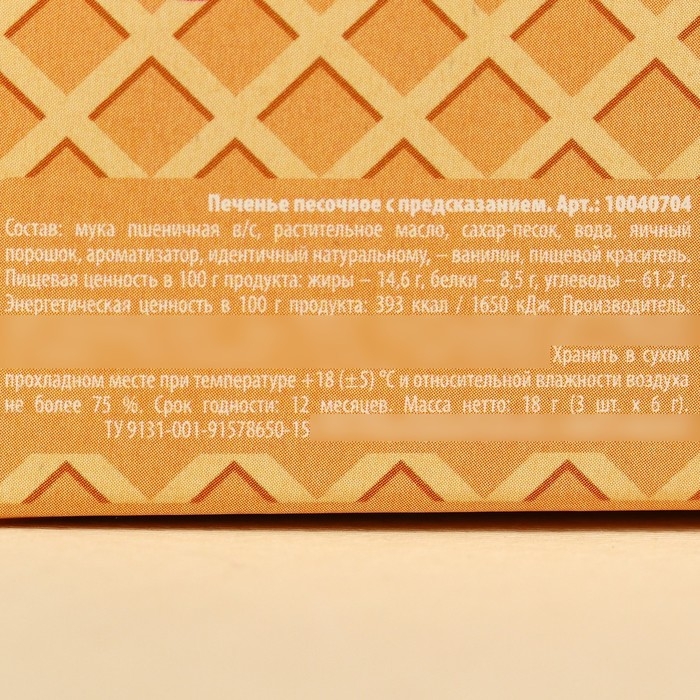 Печенье песочное с предсказанием. Арт.: 10040704
Состав: мука пшеничная в/с, растительное масло, сахар-песок, вода, яичный
порошок, ароматизатор, идентичный натуральному, – ванилин, пищевой краситель.
Пищевая ценность в 100 г продукта: жиры – 14,6 г, белки – 8,5 г, углеводы – 61,2 г.
Энергетическая ценность в 100 г продукта: 393 ккал / 1650 кДж. Производитель:
Хранить в сухом
прохладном месте при температуре +18 (±5) °С и относительной влажности воздуха
не более 75 %. Срок годности: 12 месяцев. Масса нетто: 18 г (3 шт. х 6 г).
ТУ 9131-001-91578650-15